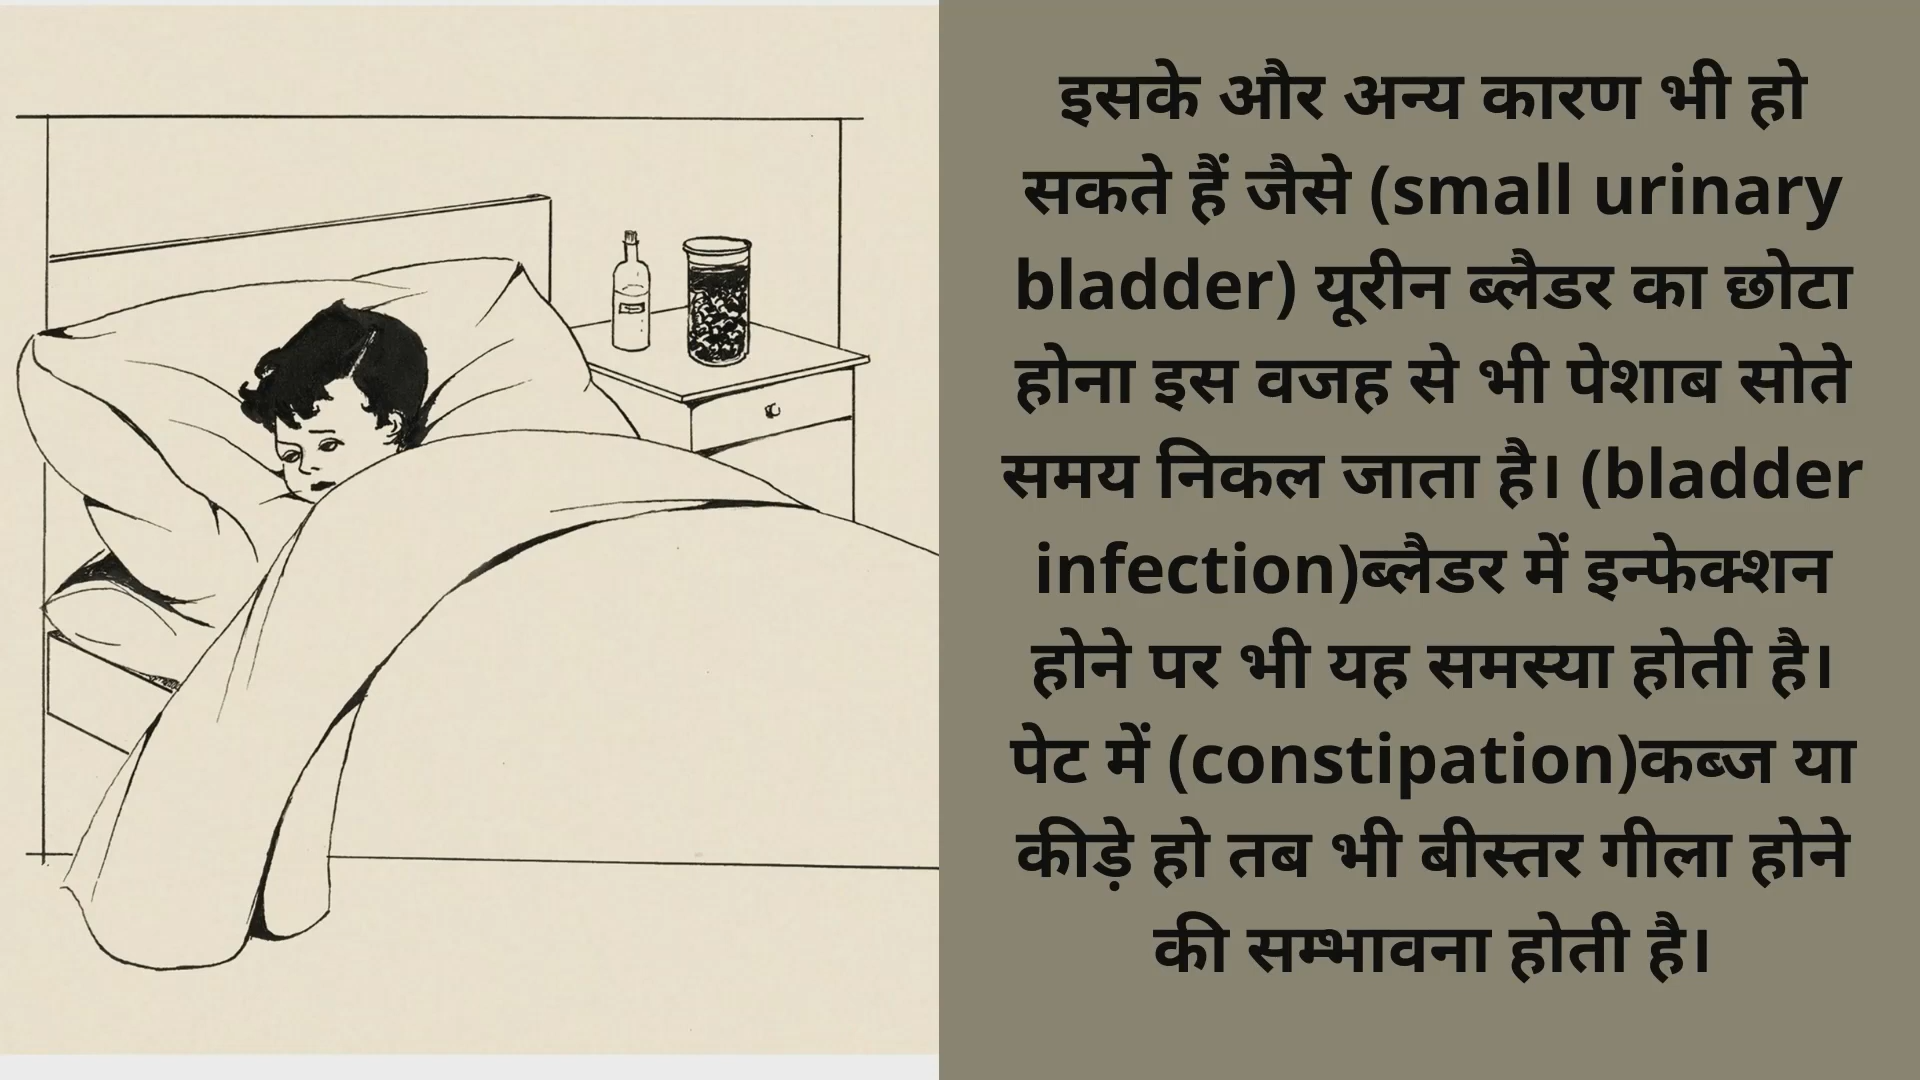 इसके और अन्य कारण भी हो
सकते हैं जैसे (small urinary
bladder) यूरीन ब्लैडर का छोटा
होना इस वजह से भी पेशाब सोते
समय निकल जाता है। (bladder
infection)ब्लैडर में इन्फेक्शन
होने पर भी यह समस्या होती है।
पेट में (constipation)कब्ज या
कीड़े हो तब भी बीस्तर गीला होने
की सम्भावना होती है।